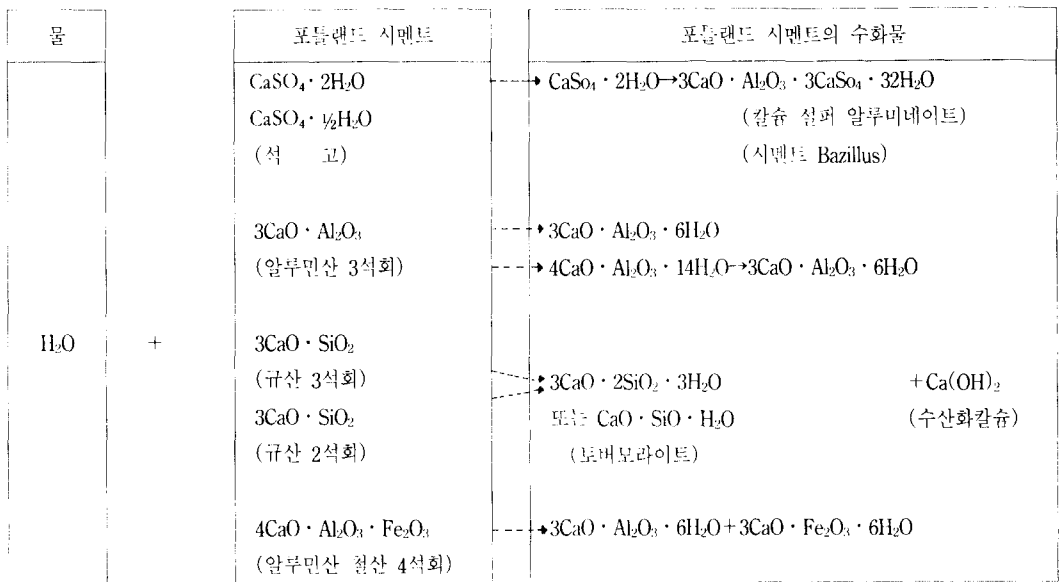 물 포틀랜드 시멘트 포틀랜드 시멘트의 수화물
CaSO₄・2H₂O CaSo₄・2H₂O→3CaO・Al₂O₃・3CaSo₄・32H₂O
CaSO₄・½H₂O (칼슘 설퍼 알루미네이트)
(석 고) (시멘트 Bazillus)
3CaO・Al₂O₃ 3CaO・Al₂O₃・6H₂O
(알루민산 3석회) 4CaO・Al₂O₃・14H₂O→3CaO・Al₂O₃・6H₂O
H₂O + 3CaO・SiO₂
(규산 3석회) 3CaO・2SiO₂・3H₂O +Ca(OH)₂
3CaO・SiO₂ 또는 CaO・SiO・H₂O (수산화칼슘)
(규산 2석회) (토버모라이트)
4CaO・Al₂O₃・Fe₂O₃ 3CaO・Al₂O₃・6H₂O+3CaO・Fe₂O₃・6H₂O
(알루민산 철산 4석회)